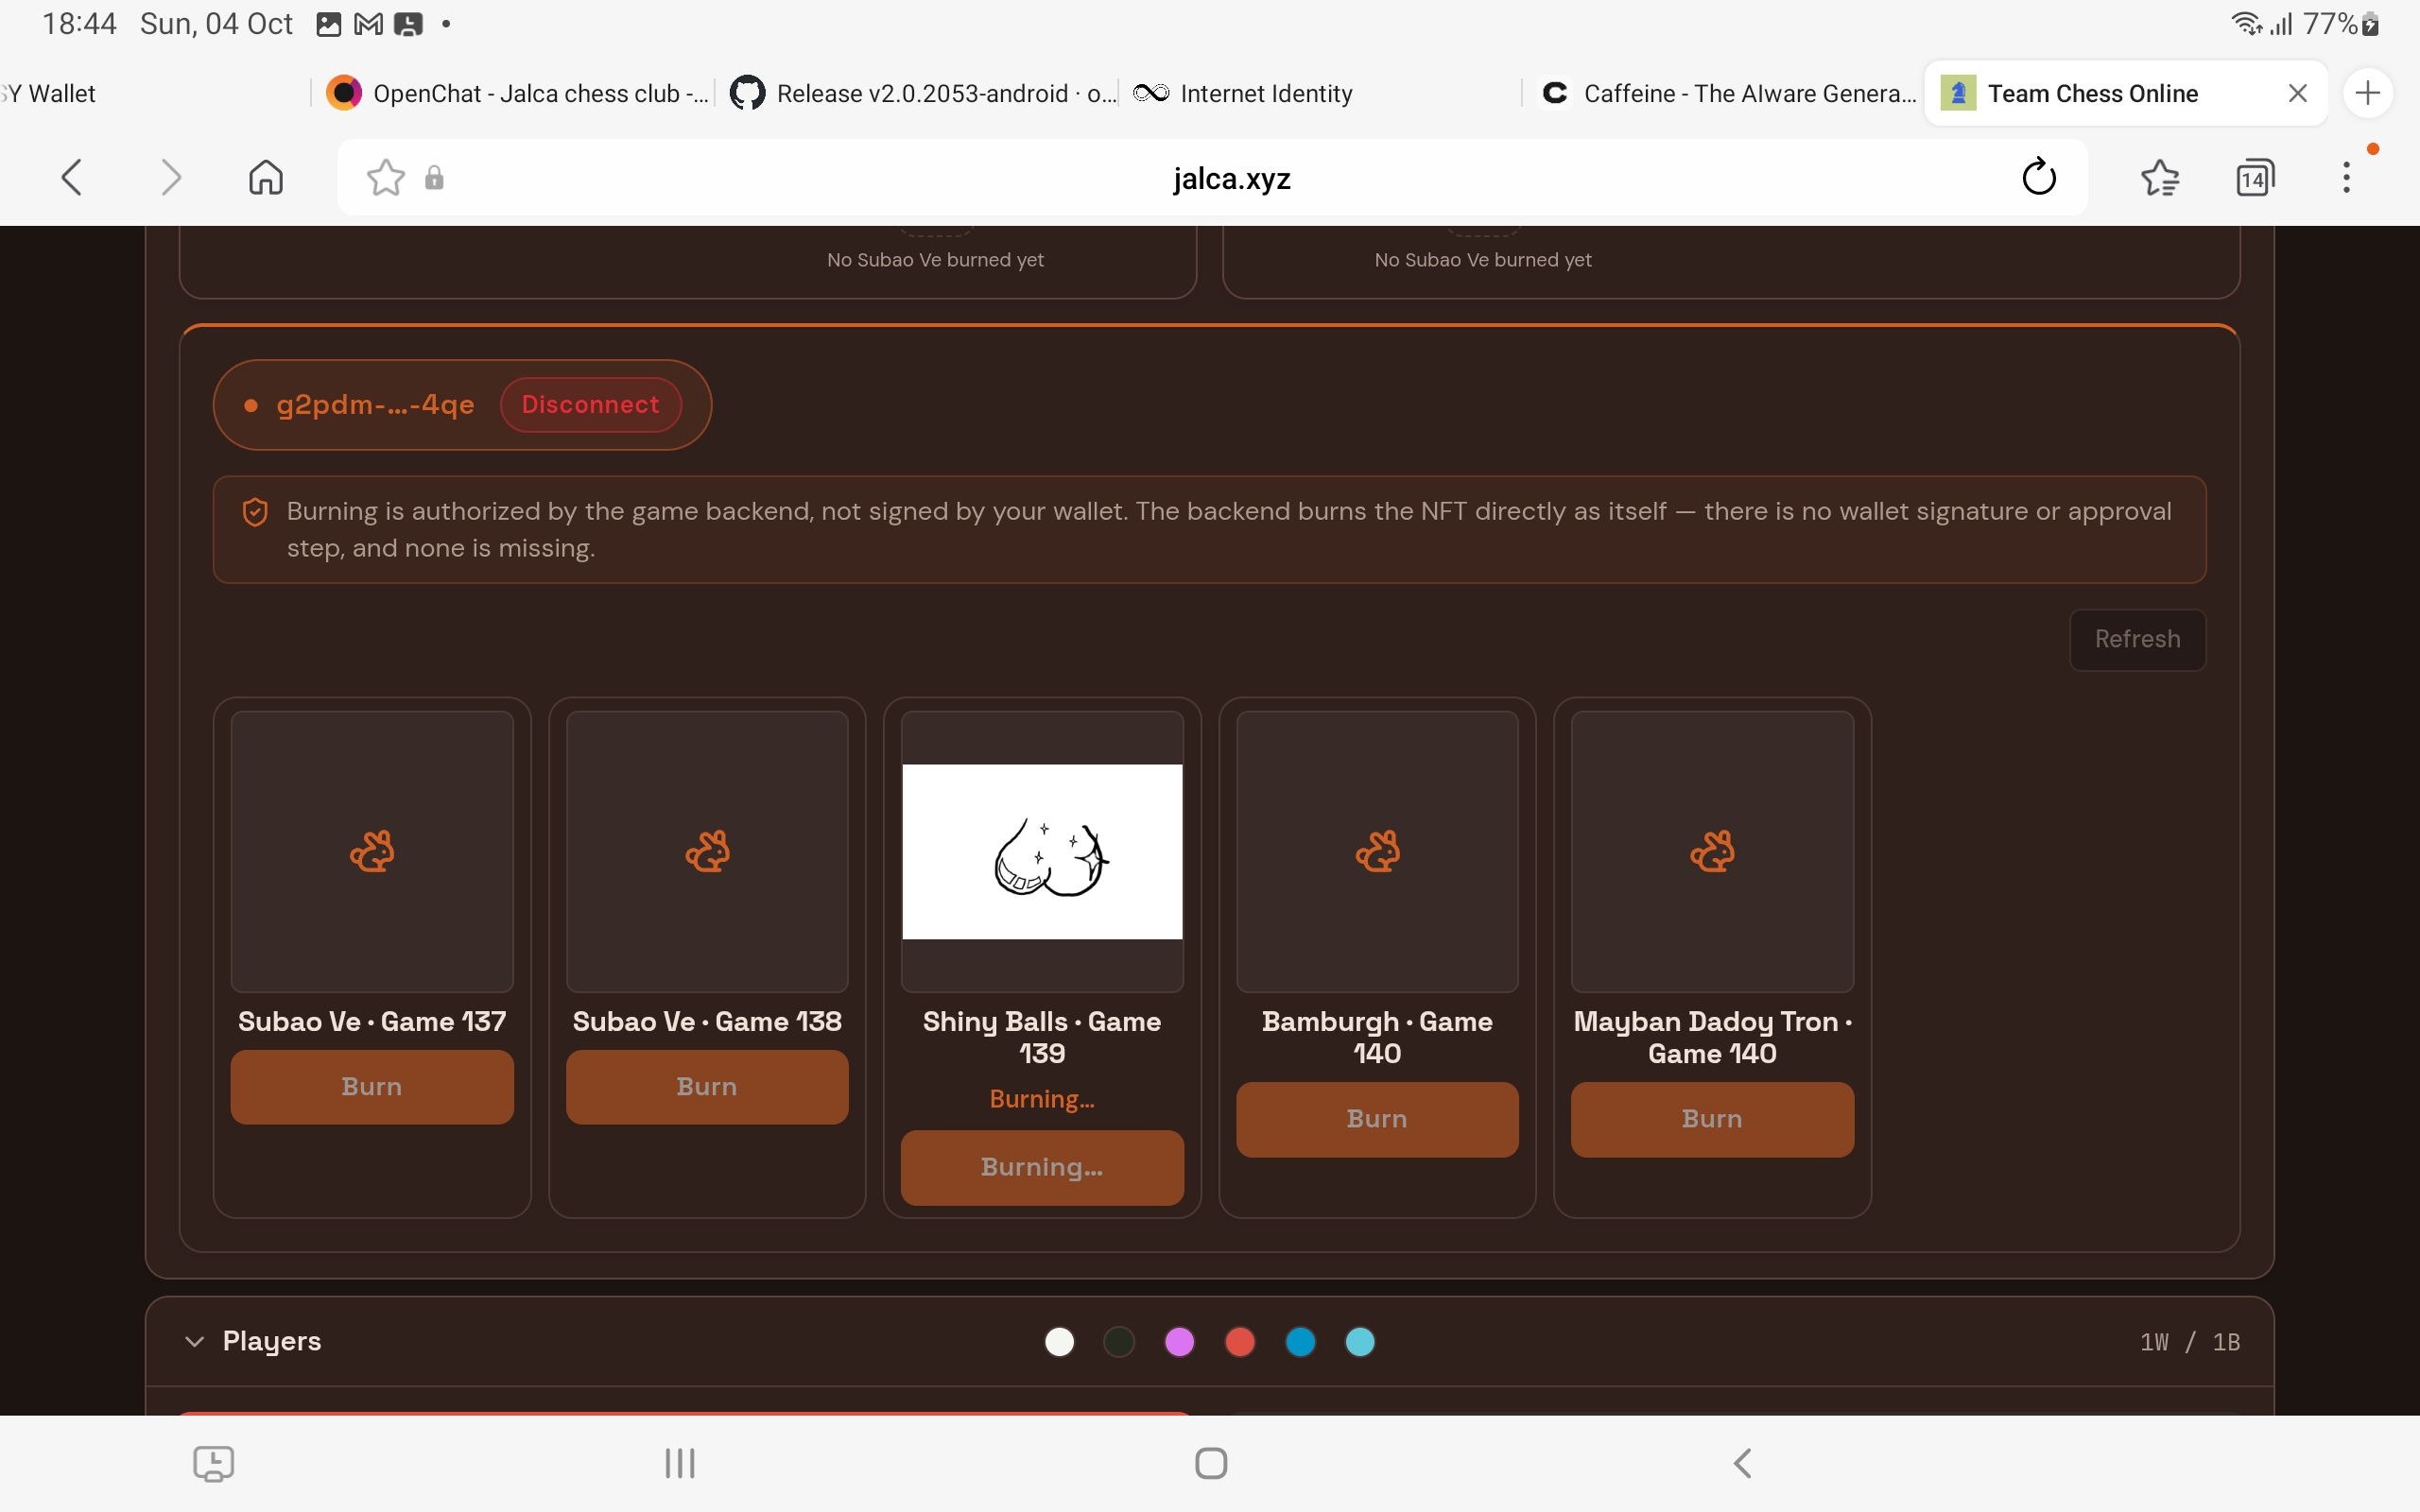 18:44 Sun, 04 Oct
77%
Y Wallet
OpenChat - Jalca chess club -...
Release v2.0.2053-android · o...
Internet Identity
Caffeine - The AIware Genera...
Team Chess Online
jalca.xyz
14
No Subao Ve burned yet
No Subao Ve burned yet
g2pdm-...-4qe
Disconnect
Burning is authorized by the game backend, not signed by your wallet. The backend burns the NFT directly as itself — there is no wallet signature or approval
step, and none is missing.
Refresh
Subao Ve · Game 137
Burn
Subao Ve · Game 138
Burn
Shiny Balls · Game
139
Burning...
Burning...
Bamburgh · Game
140
Burn
Mayban Dadoy Tron ·
Game 140
Burn
Players
1W / 1B